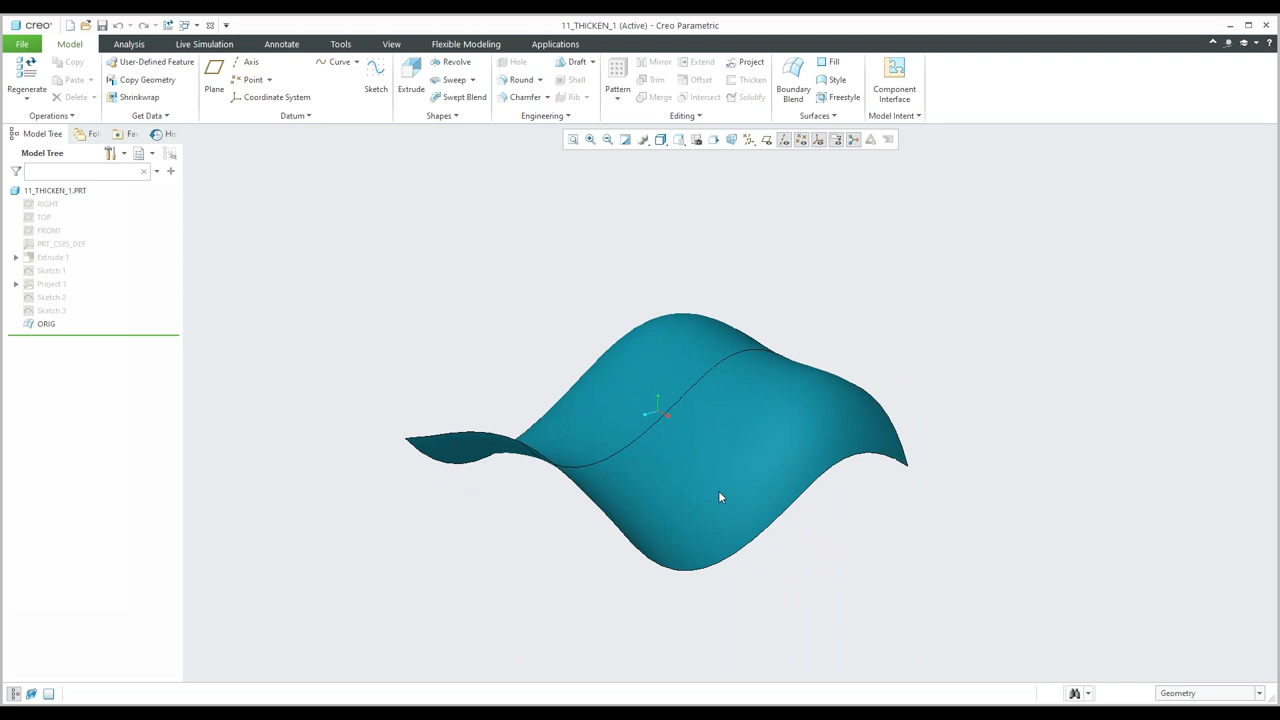 creo
11_THICKEN_1 (Active) - Creo Parametric
File Model Analysis Live Simulation Annotate Tools View Flexible Modeling Applications
Regenerate
Copy
Paste
Delete
Operations
User-Defined Feature
Copy Geometry
Shrinkwrap
Get Data
Plane
Axis
Point
Coordinate System
Curve
Sketch
Datum
Extrude
Revolve
Sweep
Swept Blend
Shapes
Hole
Round
Chamfer
Draft
Shell
Rib
Engineering
Pattern
Mirror
Trim
Merge
Extend
Offset
Intersect
Project
Thicken
Solidify
Editing
Boundary
Blend
Fill
Style
Freestyle
Surfaces
Component
Interface
Model Intent
Model Tree
Fol
Fa
His
Model Tree
11_THICKEN_1.PRT
RIGHT
TOP
FRONT
PRT_CSYS_DEF
Extrude 1
Sketch 1
Project 1
Sketch 2
Sketch 3
ORIG
Geometry